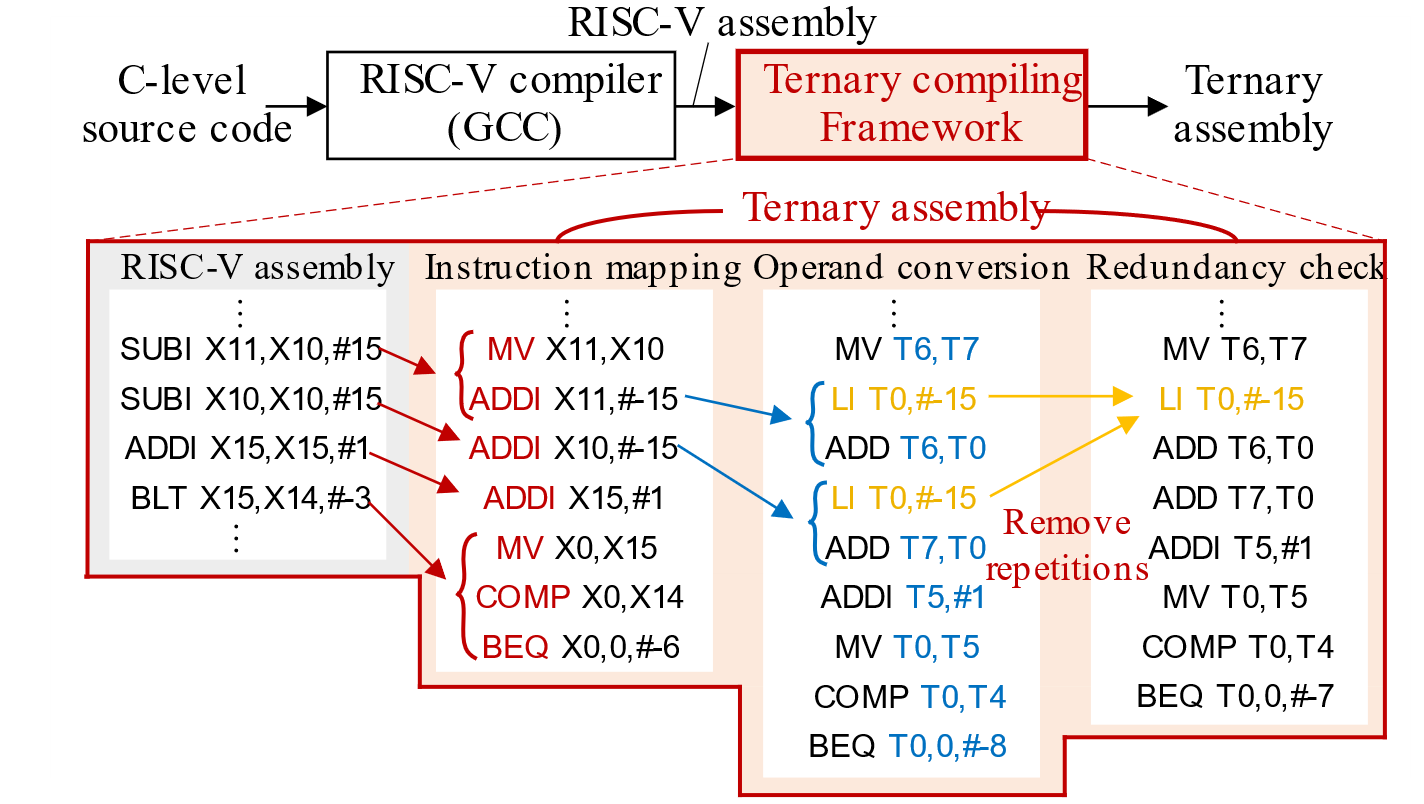 RISC-V assembly
C-level
source code
RISC-V compiler
(GCC)
Ternary compiling
Framework
Ternary
assembly
Ternary assembly
RISC-V assembly
⋮
SUBI X11,X10,#15
SUBI X10,X10,#15
ADDI X15,X15,#1
BLT X15,X14,#-3
⋮
Instruction mapping
⋮
MV X11,X10
ADDI X11,#-15
ADDI X10,#-15
ADDI X15,#1
MV X0,X15
COMP X0,X14
BEQ X0,0,#-6
Operand conversion
⋮
MV T6,T7
LI T0,#-15
ADD T6,T0
LI T0,#-15
ADD T7,T0
ADDI T5,#1
MV T0,T5
COMP T0,T4
BEQ T0,0,#-8
Remove
repetitions
Redundancy check
⋮
MV T6,T7
LI T0,#-15
ADD T6,T0
ADD T7,T0
ADDI T5,#1
MV T0,T5
COMP T0,T4
BEQ T0,0,#-7